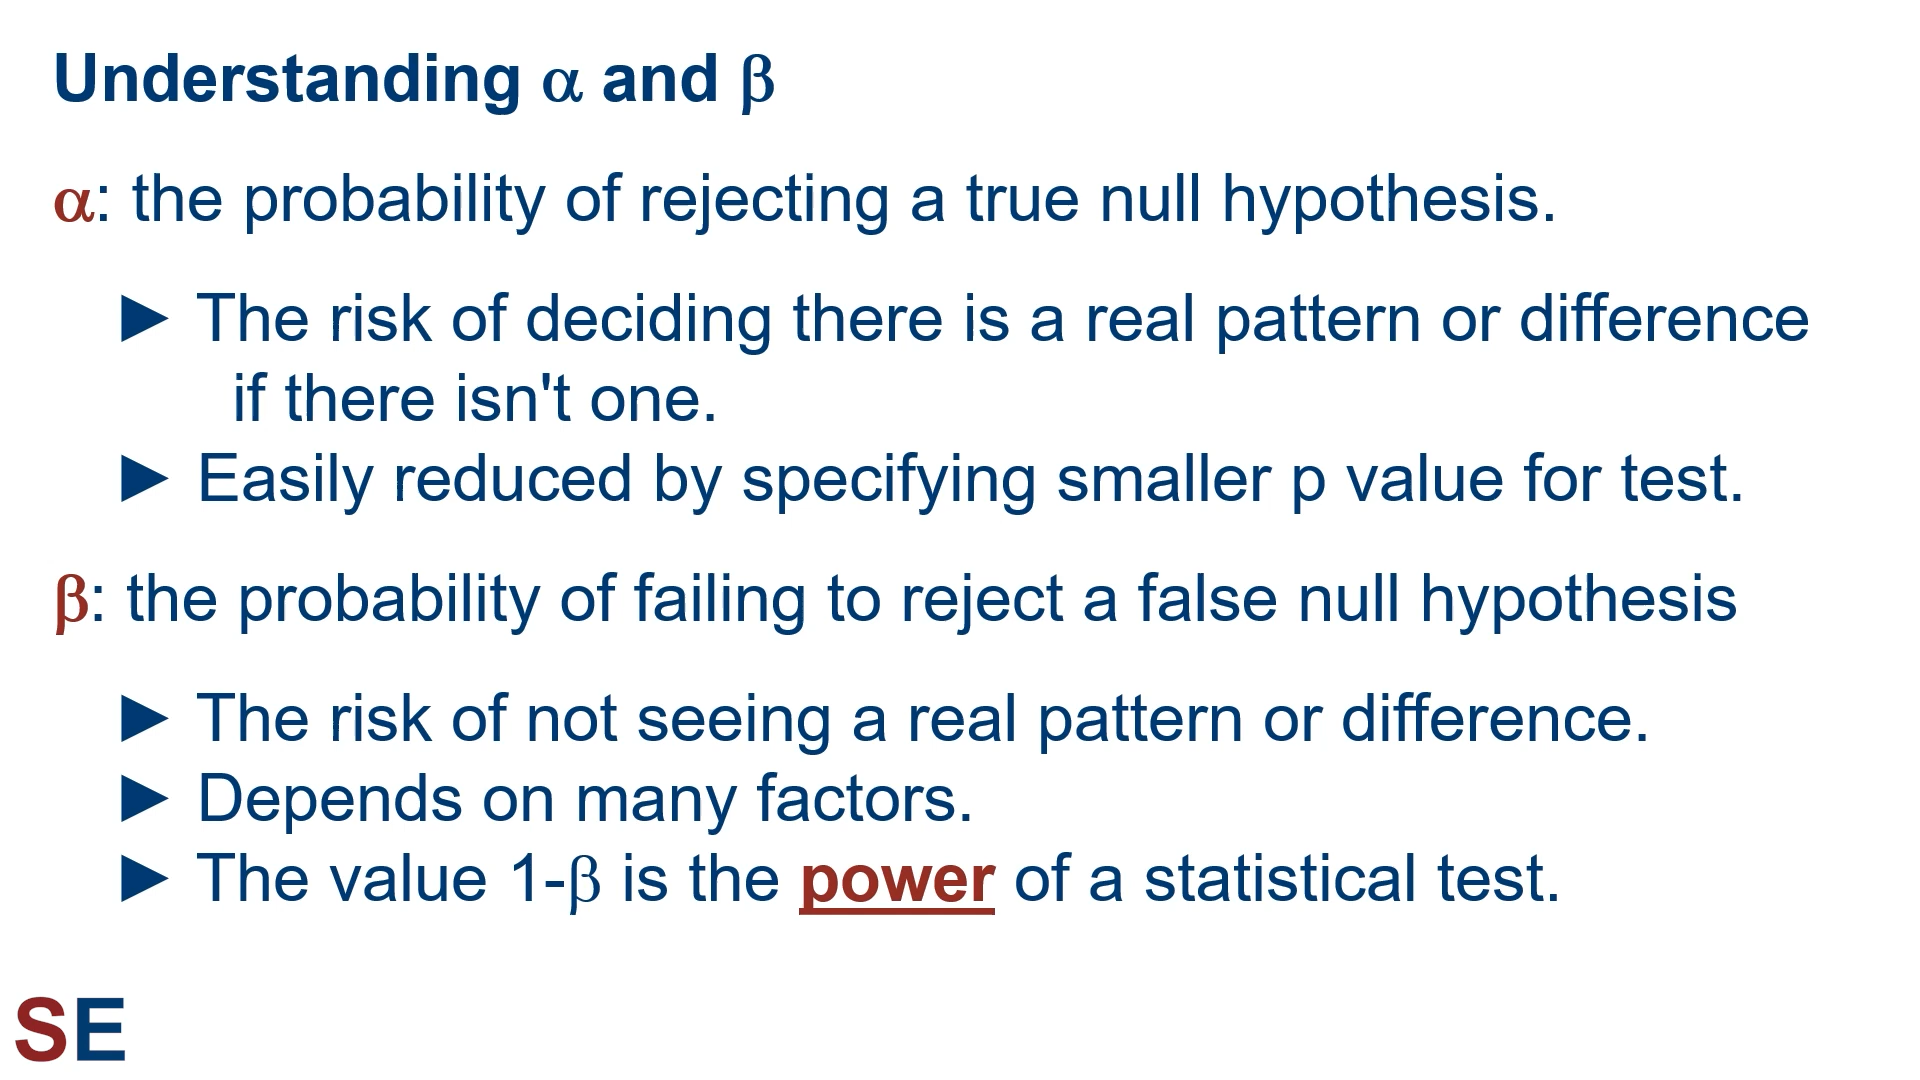 Understanding α and β
α: the probability of rejecting a true null hypothesis.
► The risk of deciding there is a real pattern or difference
if there isn't one.
► Easily reduced by specifying smaller p value for test.
β: the probability of failing to reject a false null hypothesis
► The risk of not seeing a real pattern or difference.
► Depends on many factors.
► The value 1-β is the power of a statistical test.
SE